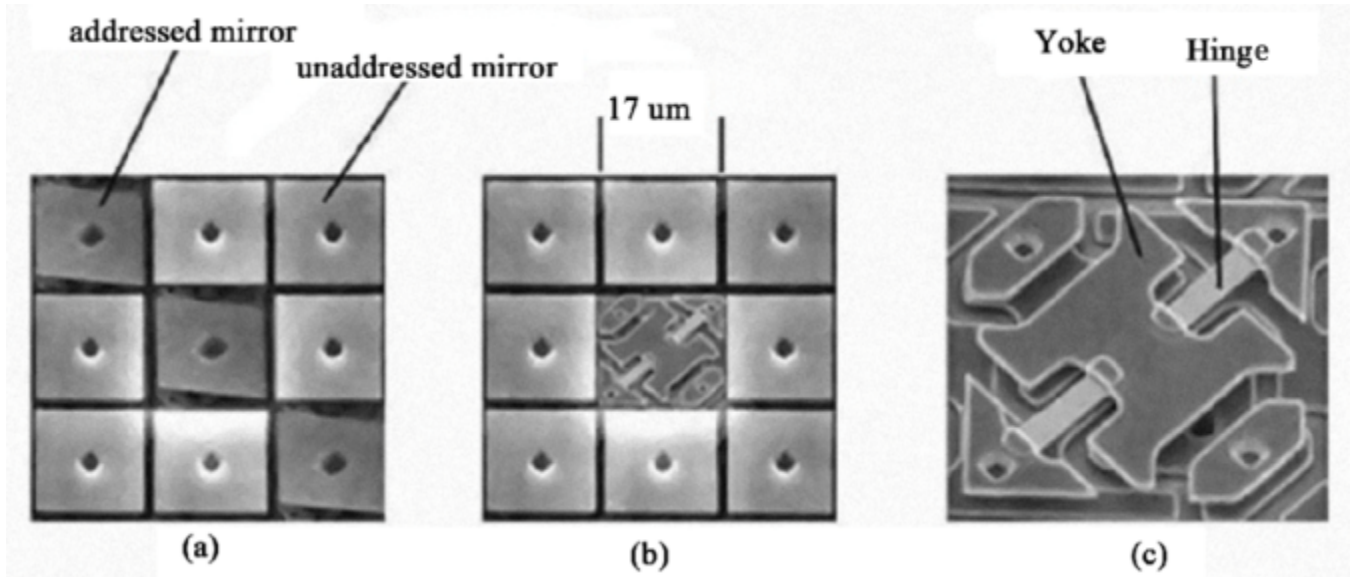 addressed mirror
unaddressed mirror
17 um
Yoke
Hinge
(a)
(b)
(c)